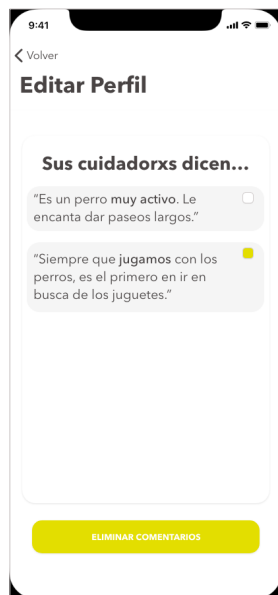 9:41
Volver
Editar Perfil
Sus cuidadorxs dicen...
“Es un perro muy activo. Le
encanta dar paseos largos.”
“Siempre que jugamos con los
perros, es el primero en ir en
busca de los juguetes.”
ELIMINAR COMENTARIOS